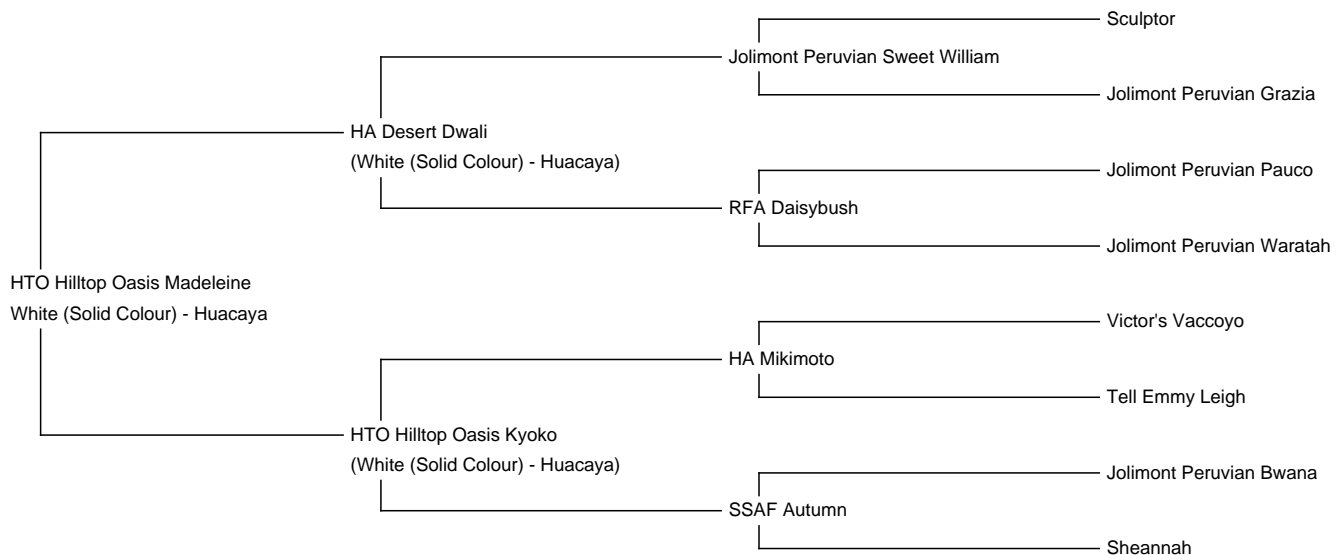 Sculptor
Jolimont Peruvian Sweet William
Jolimont Peruvian Grazia
HA Desert Dwali
(White (Solid Colour) - Huacaya)
Jolimont Peruvian Pauco
RFA Daisybush
Jolimont Peruvian Waratah
HTO Hilltop Oasis Madeleine
White (Solid Colour) - Huacaya
Victor's Vaccoyo
HA Mikimoto
Tell Emmy Leigh
HTO Hilltop Oasis Kyoko
(White (Solid Colour) - Huacaya)
Jolimont Peruvian Bwana
SSAF Autumn
Sheannah